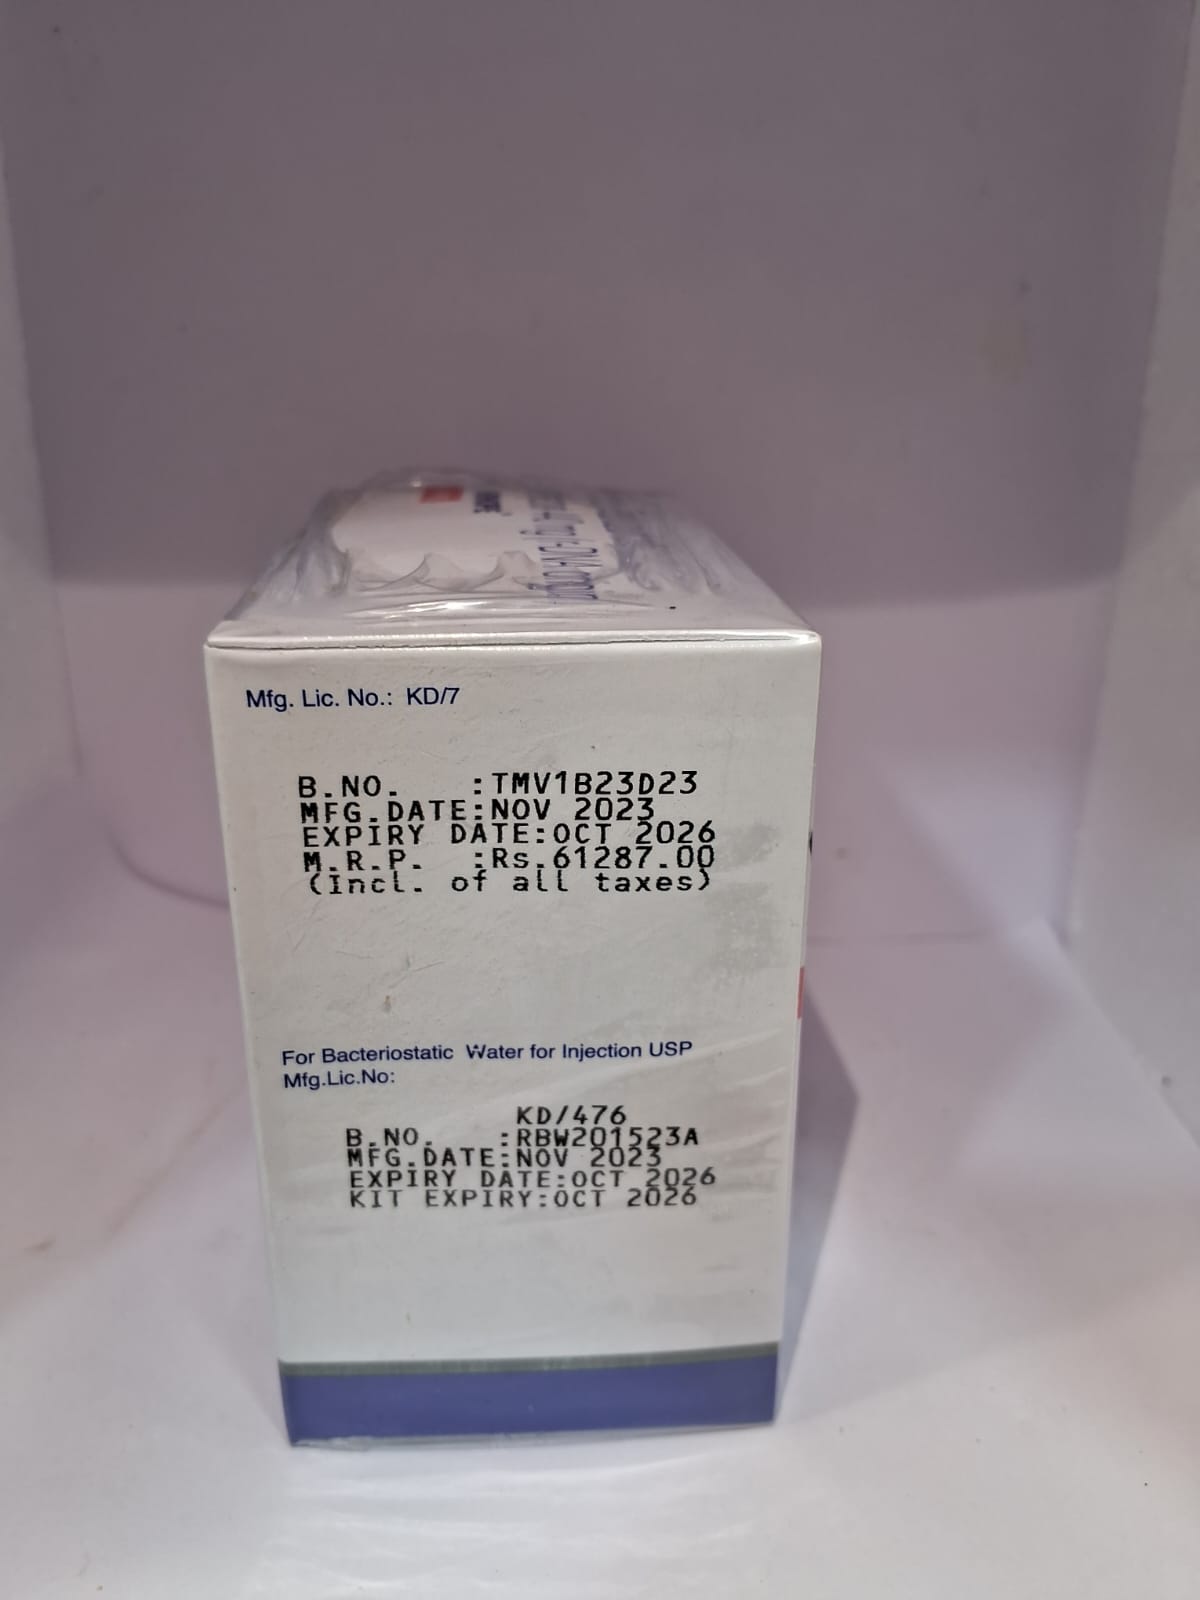 Mfg. Lic. No.: KD/7
B.NO. :TMV1B23D23
MFG.DATE:NOV 2023
EXPIRY DATE:OCT 2026
M.R.P. :Rs.61287.00
(Incl. of all taxes)
For Bacteriostatic Water for Injection USP
Mfg.Lic.No:
KD/476
B.NO. :RBW201523A
MFG.DATE:NOV 2023
EXPIRY DATE:OCT 2026
KIT EXPIRY:OCT 2026